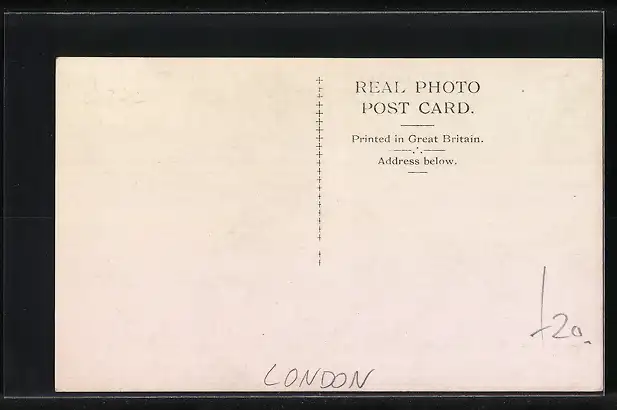 REAL PHOTO
POST CARD.
Printed in Great Britain.
Address below.
20.
LONDON